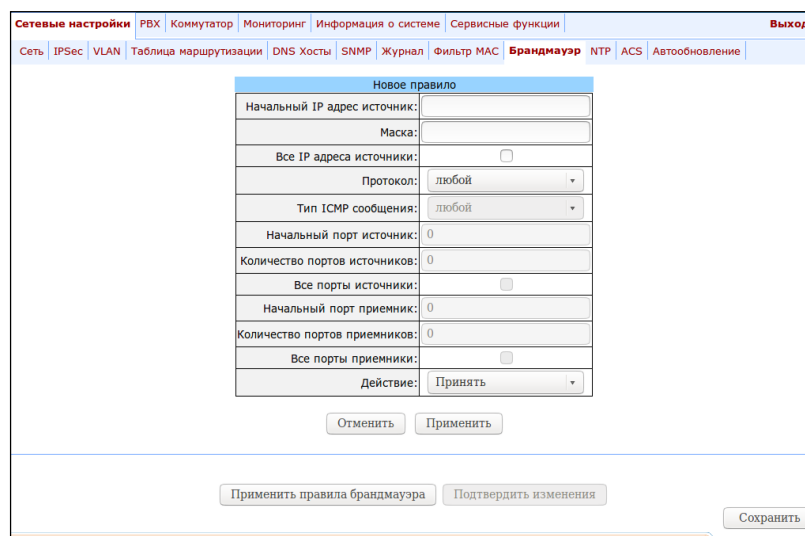 Сетевые настройки PBX Коммутатор Мониторинг Информация о системе Сервисные функции Выход
Сеть IPSec VLAN Таблица маршрутизации DNS Хосты SNMP Журнал Фильтр MAC Брандмауэр NTP ACS Автообновление
Новое правило
Начальный IP адрес источник:
Маска:
Все IP адреса источники:
Протокол: любой
Тип ICMP сообщения: любой
Начальный порт источник: 0
Количество портов источников: 0
Все порты источники:
Начальный порт приемник: 0
Количество портов приемников: 0
Все порты приемники:
Действие: Принять
Отменить Применить
Применить правила брандмауэра Подтвердить изменения
Сохранить